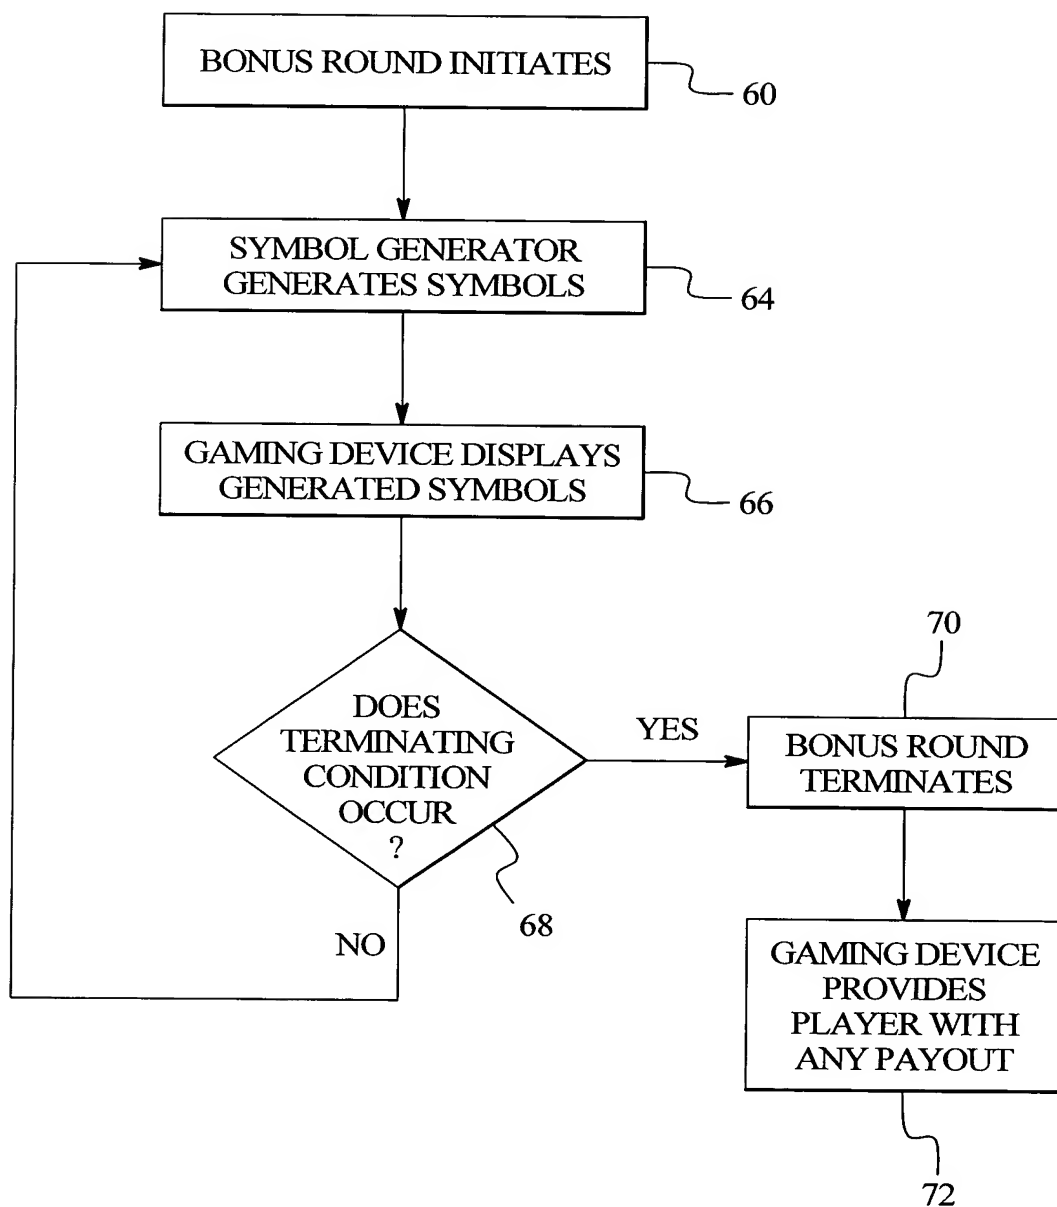 BONUS ROUND INITIATES
60
SYMBOL GENERATOR
GENERATES SYMBOLS
64
GAMING DEVICE DISPLAYS
GENERATED SYMBOLS
66
DOES
TERMINATING
CONDITION
OCCUR
?
68
NO
YES
70
BONUS ROUND
TERMINATES
GAMING DEVICE
PROVIDES
PLAYER WITH
ANY PAYOUT
72